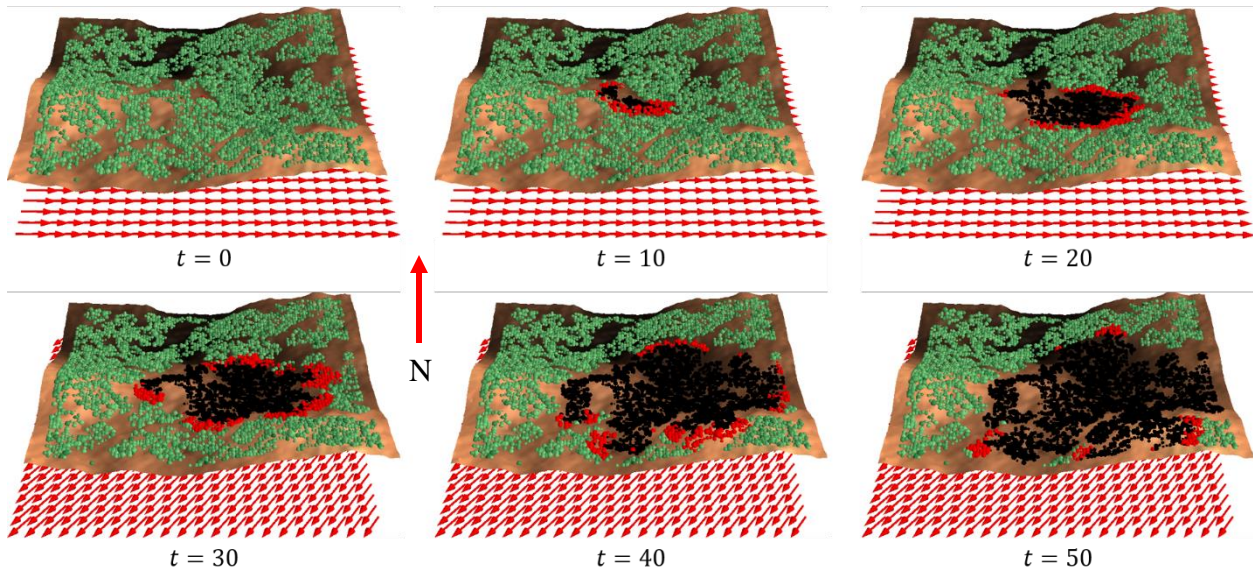 t = 0
t = 10
t = 20
N
t = 30
t = 40
t = 50